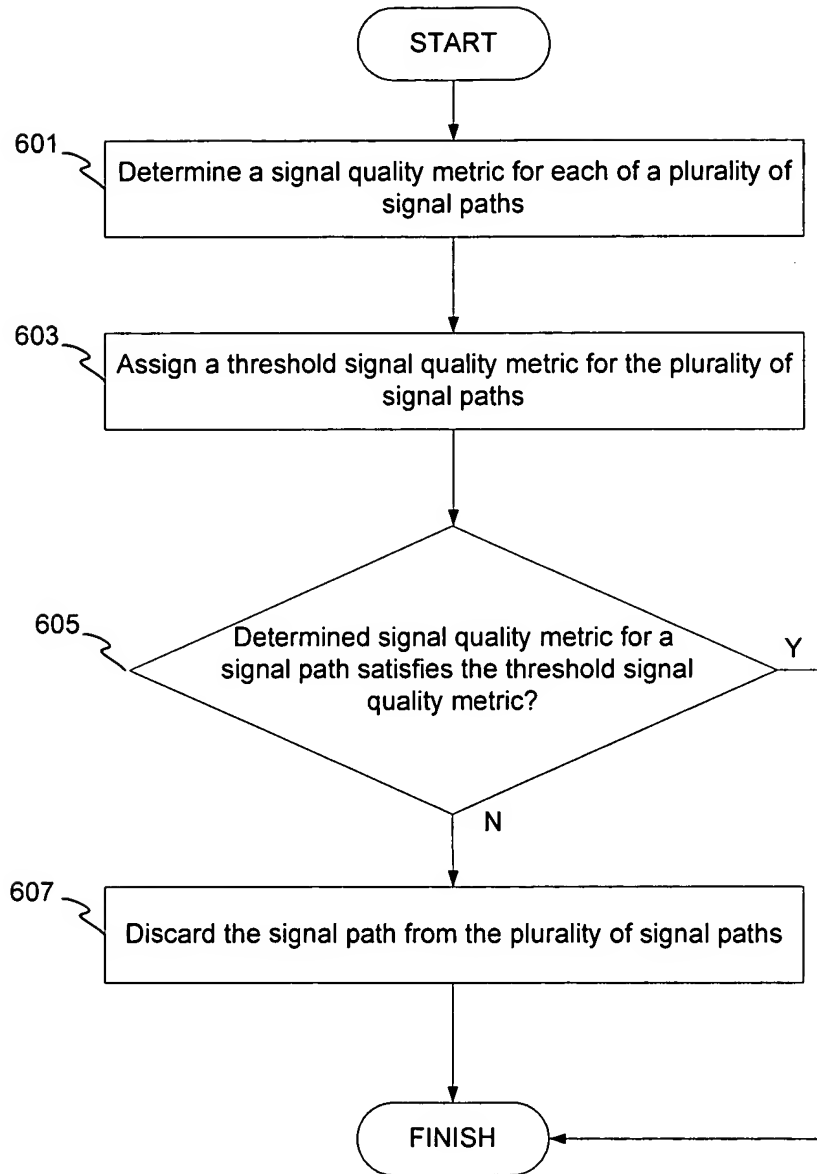 START
601
Determine a signal quality metric for each of a plurality of
signal paths
603
Assign a threshold signal quality metric for the plurality of
signal paths
605
Determined signal quality metric for a
signal path satisfies the threshold signal
quality metric?
Y
N
607
Discard the signal path from the plurality of signal paths
FINISH